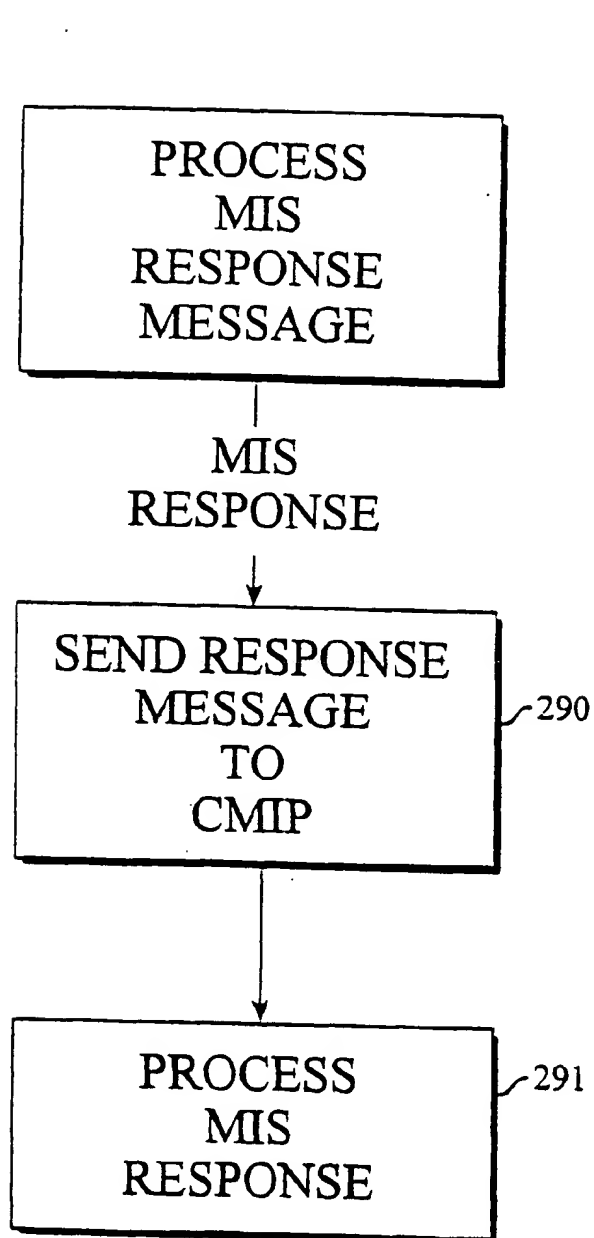 PROCESS
MIS
RESPONSE
MESSAGE
MIS
RESPONSE
SEND RESPONSE
MESSAGE
TO
CMIP
290
PROCESS
MIS
RESPONSE
291